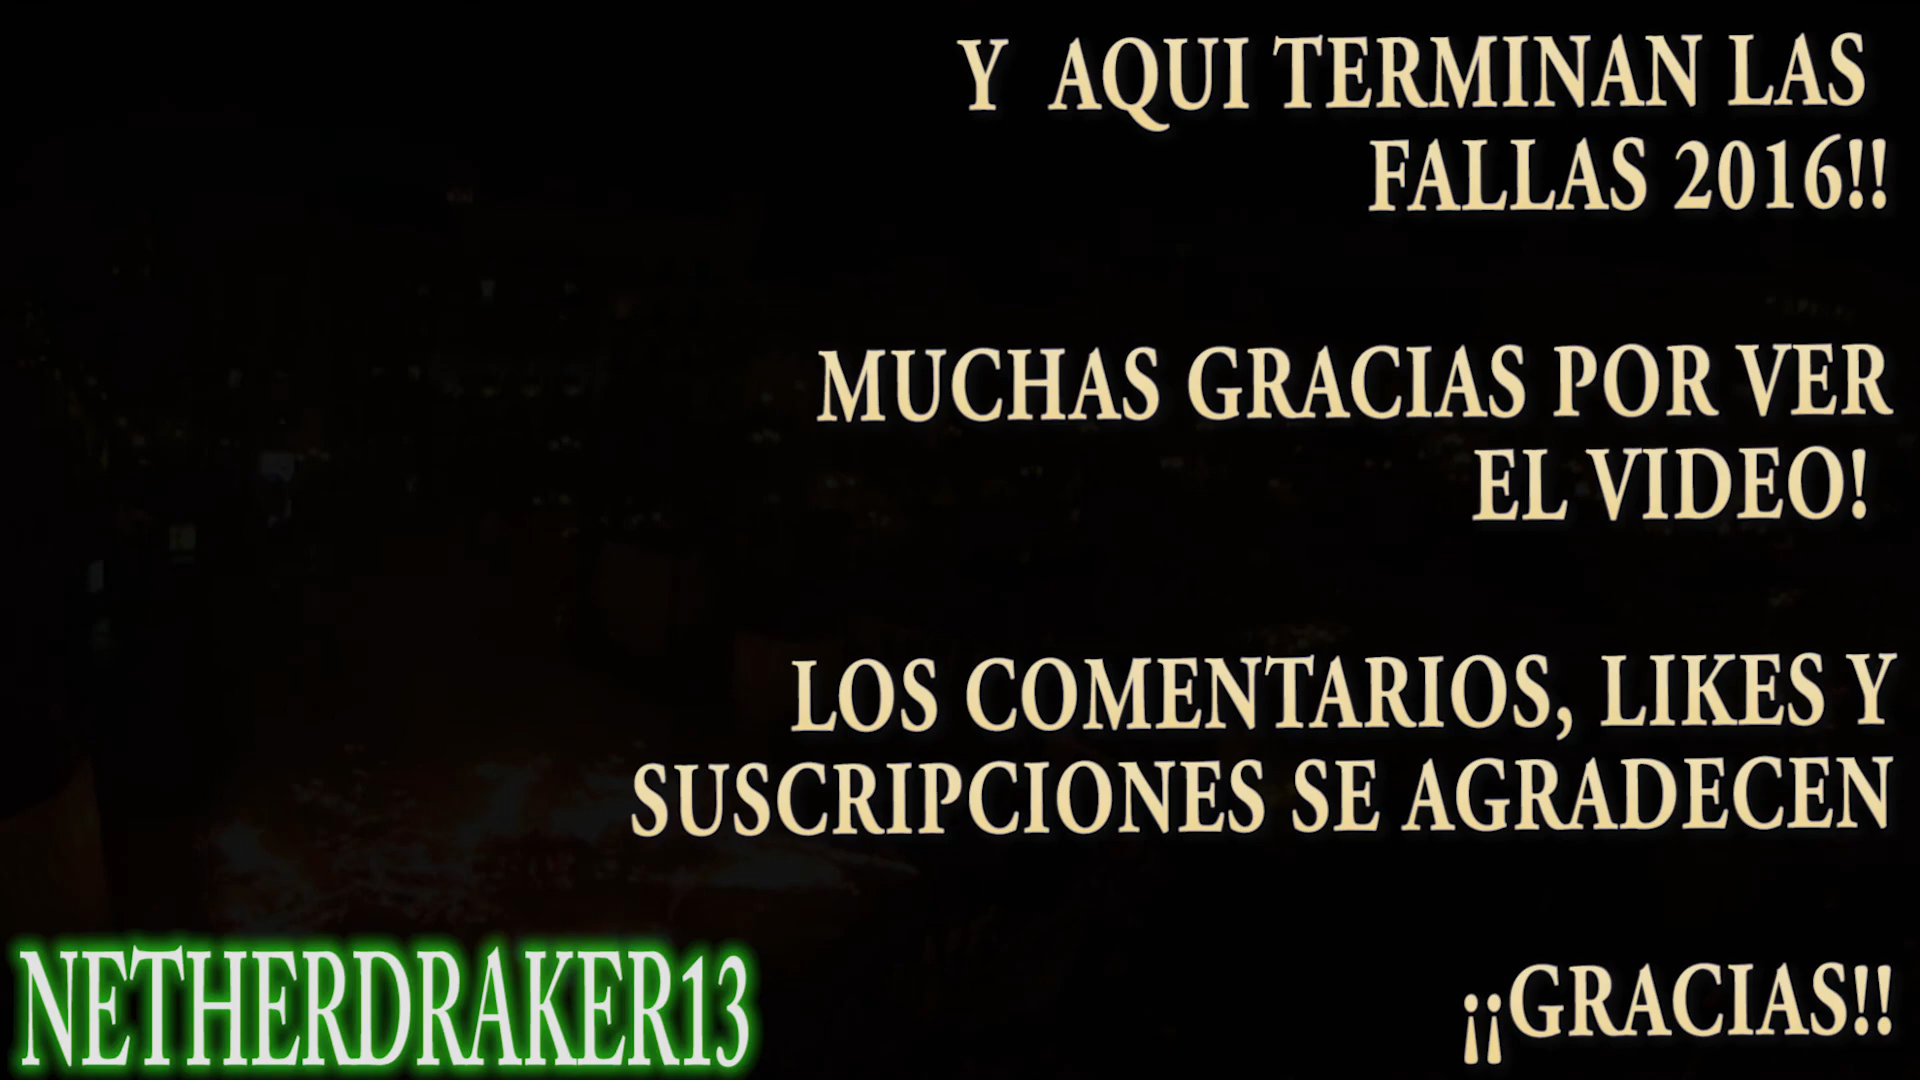 Y AQUI TERMINAN LAS
FALLAS 2016!!
MUCHAS GRACIAS POR VER
EL VIDEO!
LOS COMENTARIOS, LIKES Y
SUSCRIPCIONES SE AGRADECEN
¡¡GRACIAS!!
NETHERDRAKER13